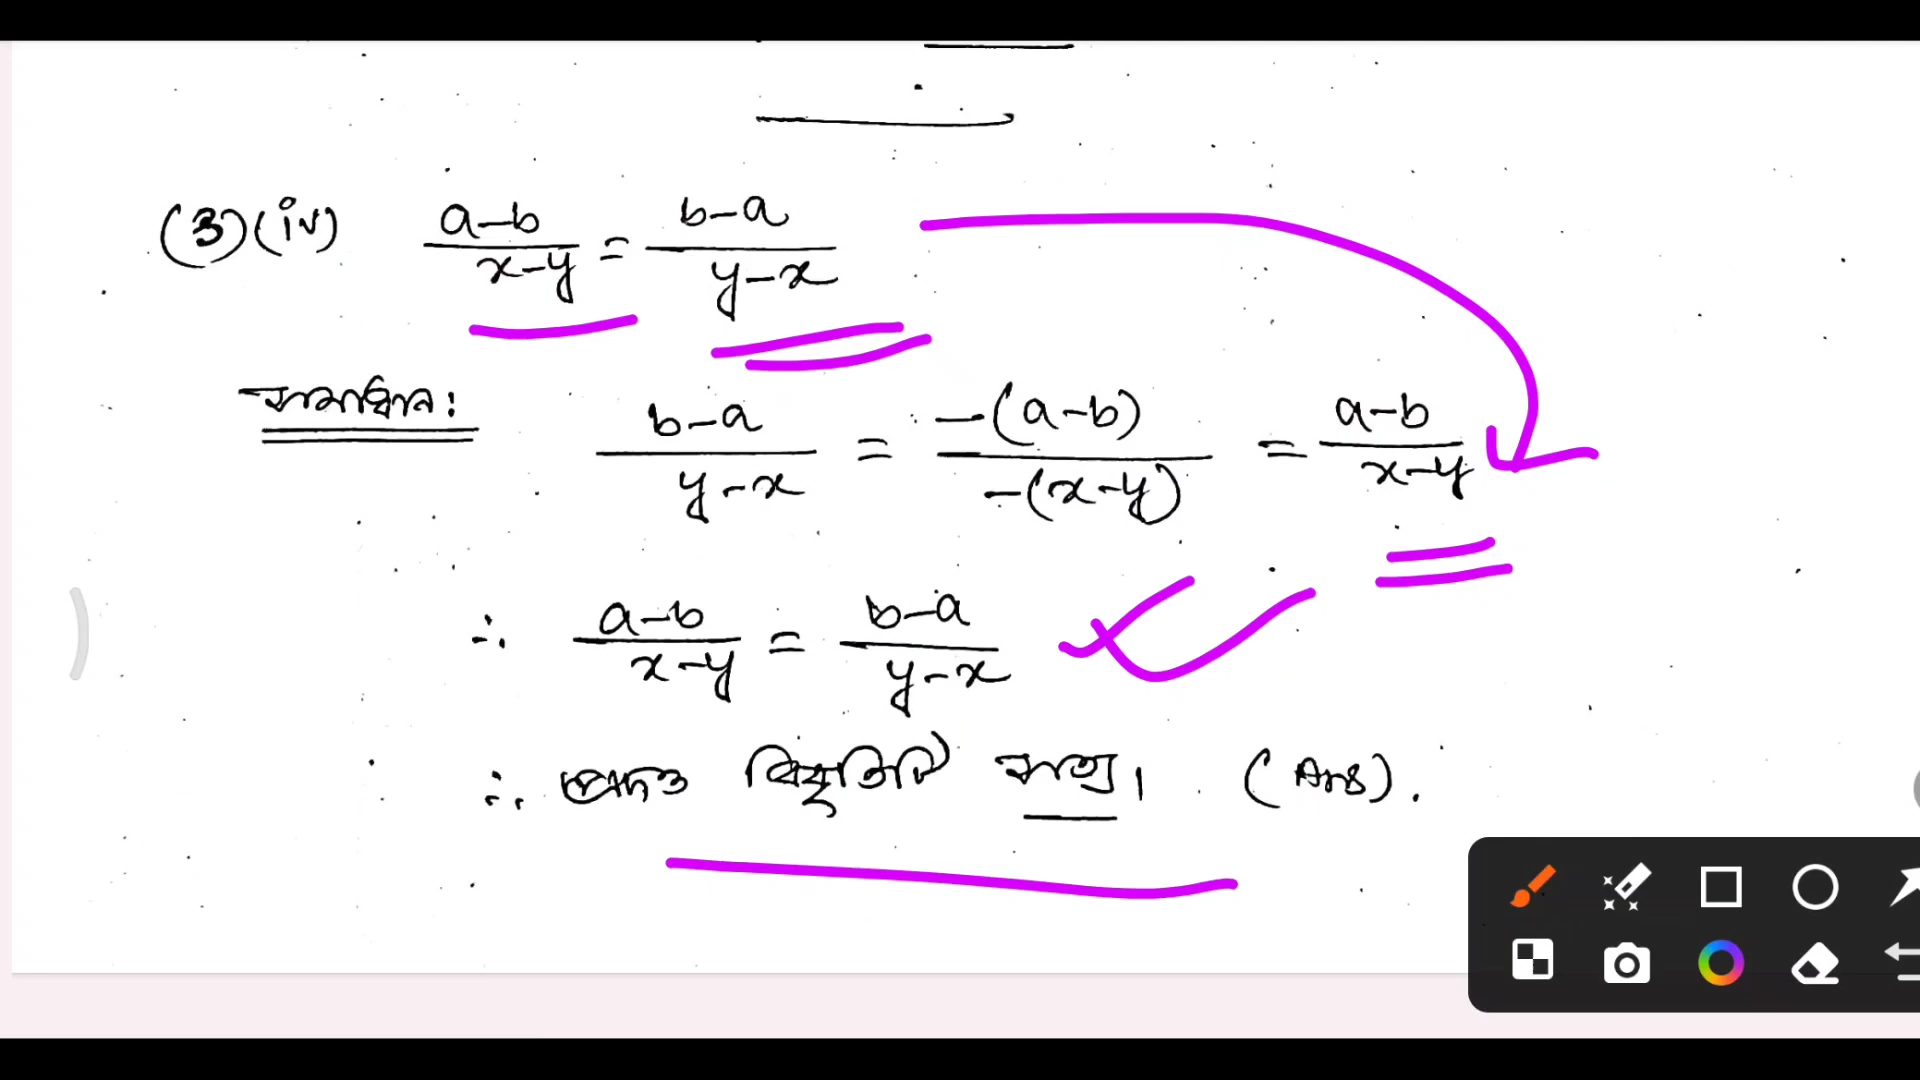 (3)(iv) a-b/x-y = b-a/y-x
সমাধান: b-a/y-x = -(a-b)/-(x-y) = a-b/x-y
∴ a-b/x-y = b-a/y-x
∴ প্রদত্ত বিবৃতিটি সত্য। (Ans).